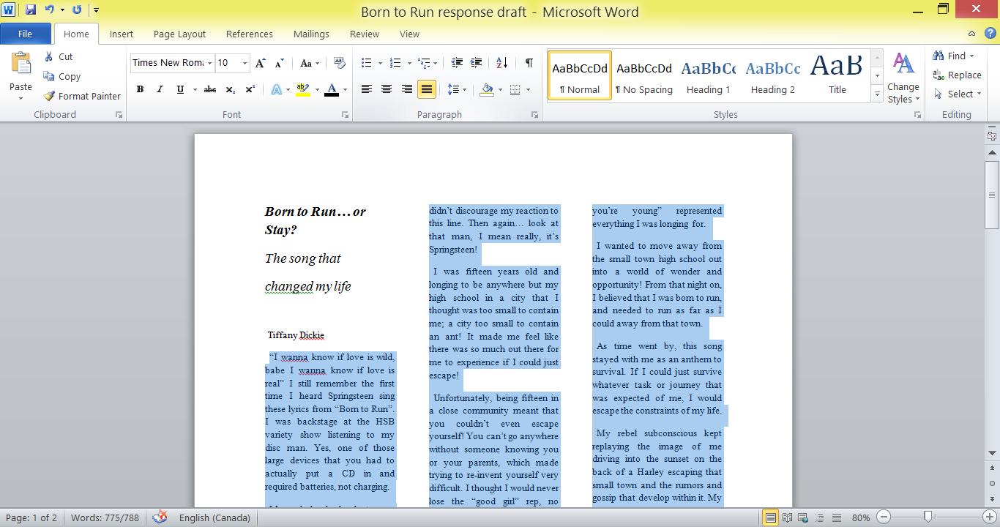 Born to Run response draft - Microsoft Word
File Home Insert Page Layout References Mailings Review View
Paste
Cut
Copy
Format Painter
Clipboard
Times New Roma 10
Font
Paragraph
AaBbCcDd AaBbCcDd AaBbCc AaBbCc AaB
¶ Normal ¶ No Spacing Heading 1 Heading 2 Title
Change
Styles
Styles
Find
Replace
Select
Editing
Born to Run…or
Stay?
The song that
changed my life
Tiffany Dickie
“I wanna know if love is wild,
babe I wanna know if love is
real” I still remember the first
time I heard Springsteen sing
these lyrics from “Born to Run”.
I was backstage at the HSB
variety show listening to my
disc man. Yes, one of those
large devices that you had to
actually put a CD in and
required batteries, not charging.
didn’t discourage my reaction to
this line. Then again… look at
that man, I mean really, it’s
Springsteen!
I was fifteen years old and
longing to be anywhere but my
high school in a city that I
thought was too small to contain
me; a city too small to contain
an ant! It made me feel like
there was so much out there for
me to experience if I could just
escape!
Unfortunately, being fifteen in
a close community meant that
you couldn’t even escape
yourself! You can’t go anywhere
without someone knowing you
or your parents, which made
trying to re-invent yourself very
difficult. I thought I would never
lose the “good girl” rep, no
you’re young” represented
everything I was longing for.
I wanted to move away from
the small town high school out
into a world of wonder and
opportunity! From that night on,
I believed that I was born to run,
and needed to run as far as I
could away from that town.
As time went by, this song
stayed with me as an anthem to
survival. If I could just survive
whatever task or journey that
was expected of me, I would
escape the constraints of my life.
My rebel subconscious kept
replaying the image of me
driving into the sunset on the
back of a Harley escaping that
small town and the rumors and
gossip that develop within it. My
Page: 1 of 2 Words: 775/788 English (Canada) 80%